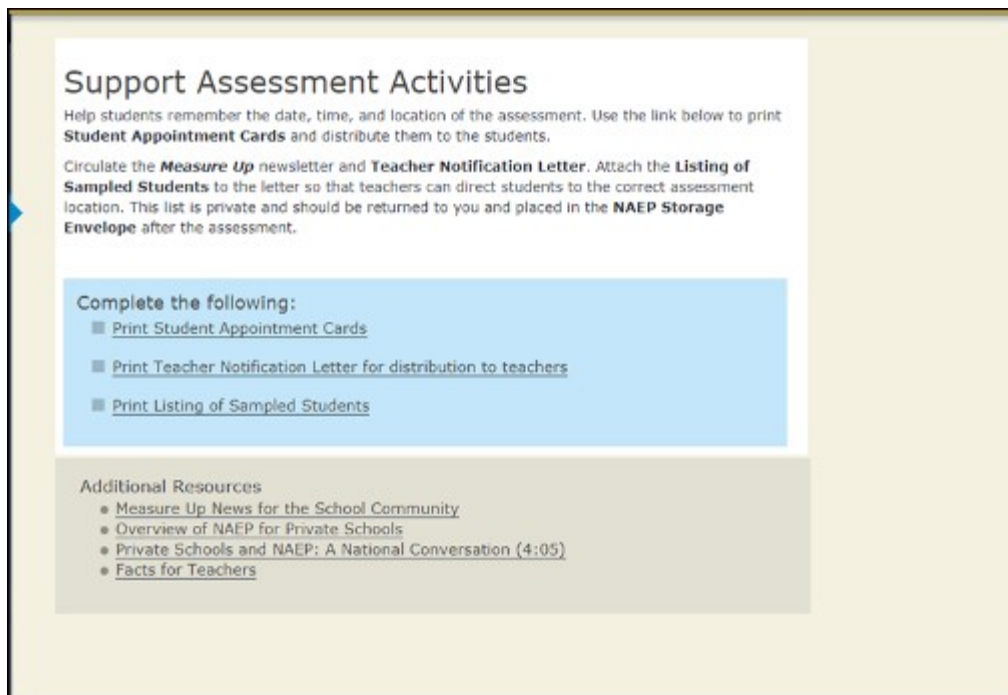 Support Assessment Activities
Help students remember the date, time, and location of the assessment. Use the link below to print
Student Appointment Cards and distribute them to the students.
Circulate the Measure Up newsletter and Teacher Notification Letter. Attach the Listing of
Sampled Students to the letter so that teachers can direct students to the correct assessment
location. This list is private and should be returned to you and placed in the NAEP Storage
Envelope after the assessment.
Complete the following:
Print Student Appointment Cards
Print Teacher Notification Letter for distribution to teachers
Print Listing of Sampled Students
Additional Resources
Measure Up News for the School Community
Overview of NAEP for Private Schools
Private Schools and NAEP: A National Conversation (4:05)
Facts for Teachers